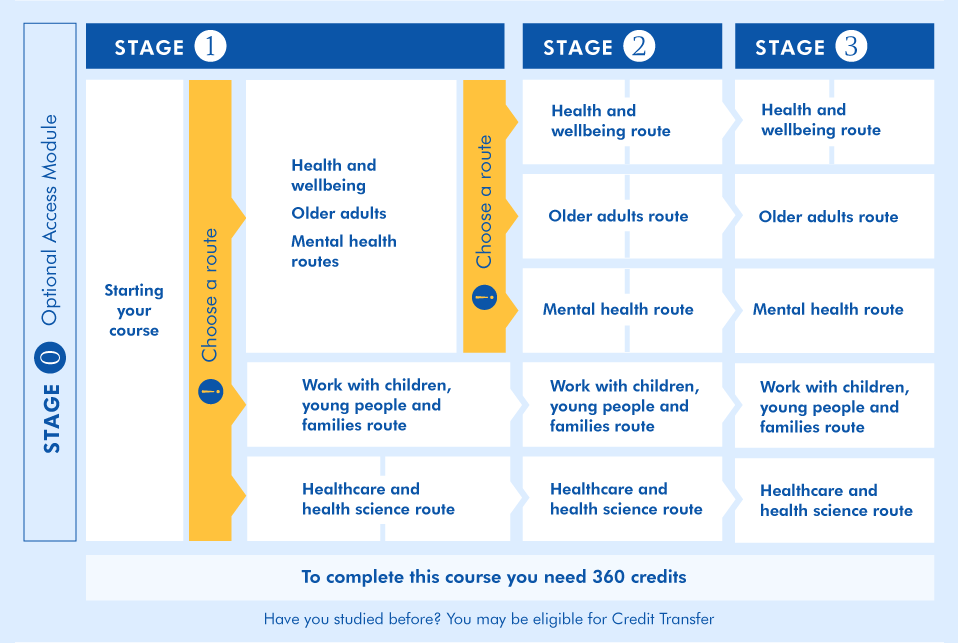 STAGE 0 Optional Access Module
STAGE 1
STAGE 2
STAGE 3
Starting
your
course
! Choose a route
Health and
wellbeing
Older adults
Mental health
routes
! Choose a route
Health and
wellbeing route
Health and
wellbeing route
Older adults route
Older adults route
Mental health route
Mental health route
Work with children,
young people and
families route
Work with children,
young people and
families route
Work with children,
young people and
families route
Healthcare and
health science route
Healthcare and
health science route
Healthcare and
health science route
To complete this course you need 360 credits
Have you studied before? You may be eligible for Credit Transfer